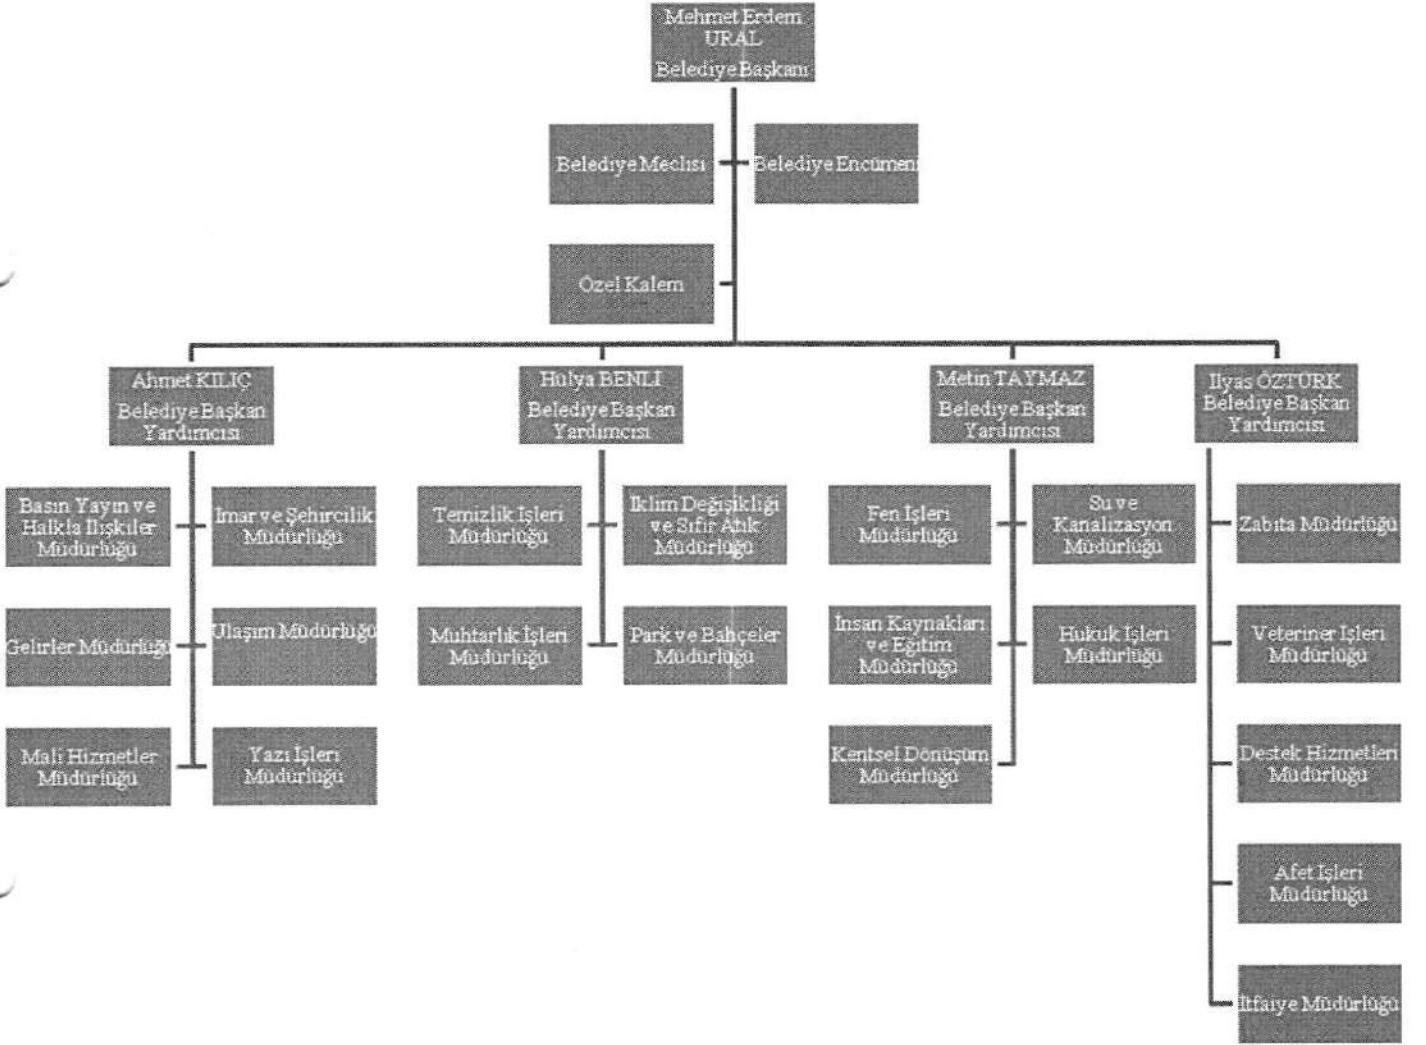 Mehmet Erdem
URAL
Belediye Başkanı
Belediye Meclisi
Belediye Encümeni
Özel Kalem
Ahmet KILIÇ
Belediye Başkan
Yardımcısı
Hülya BENLİ
Belediye Başkan
Yardımcısı
Metin TAYMAZ
Belediye Başkan
Yardımcısı
İlyas ÖZTÜRK
Belediye Başkan
Yardımcısı
Basın Yayın ve
Halkla İlişkiler
Müdürlüğü
İmar ve Şehircilik
Müdürlüğü
Gelirler Müdürlüğü
Ulaşım Müdürlüğü
Mali Hizmetler
Müdürlüğü
Yazı İşleri
Müdürlüğü
Temizlik İşleri
Müdürlüğü
İklim Değişikliği
ve Sıfır Atık
Müdürlüğü
Muhtarlık İşleri
Müdürlüğü
Park ve Bahçeler
Müdürlüğü
Fen İşleri
Müdürlüğü
Su ve
Kanalizasyon
Müdürlüğü
İnsan Kaynakları
ve Eğitim
Müdürlüğü
Hukuk İşleri
Müdürlüğü
Kentsel Dönüşüm
Müdürlüğü
Zabıta Müdürlüğü
Veteriner İşleri
Müdürlüğü
Destek Hizmetleri
Müdürlüğü
Afet İşleri
Müdürlüğü
İtfaiye Müdürlüğü